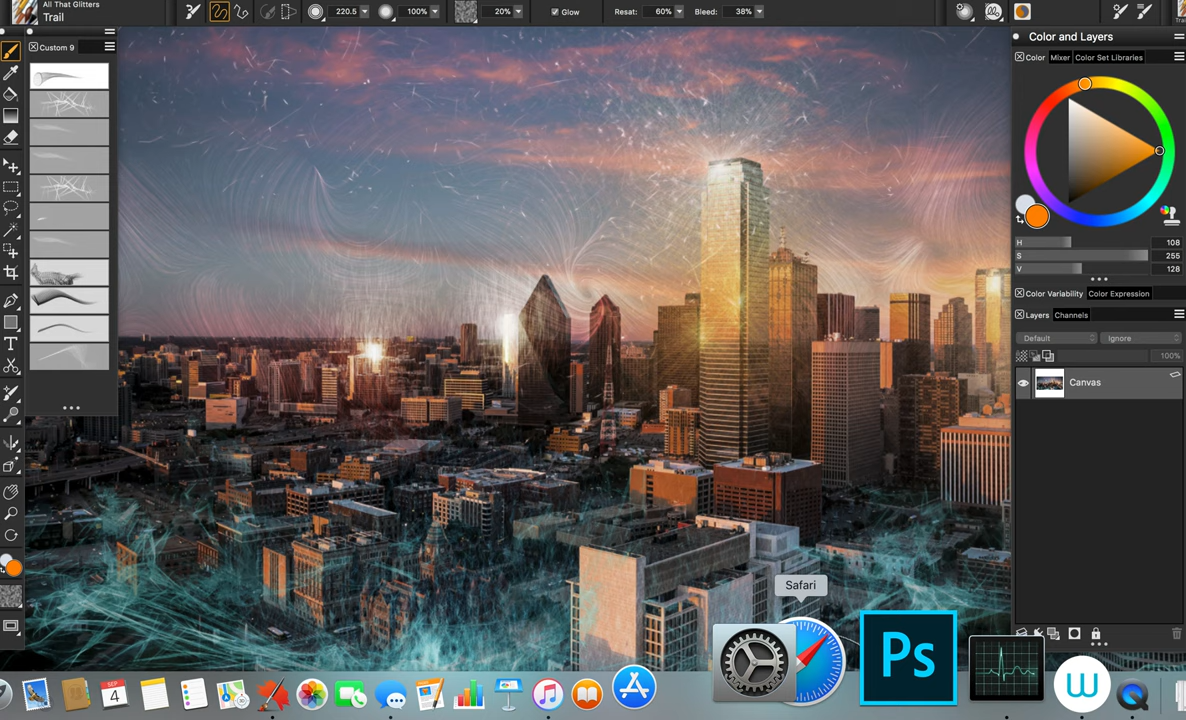 All That Glitters
Trail
220.5
100%
20%
Glow
Resat: 60%
Bleed: 38%
Custom 9
Color and Layers
Color Mixer Color Set Libraries
H 108
S 255
V 128
Color Variability Color Expression
Layers Channels
Default Ignore
100%
Canvas
T
Safari
Ps
SEP
4